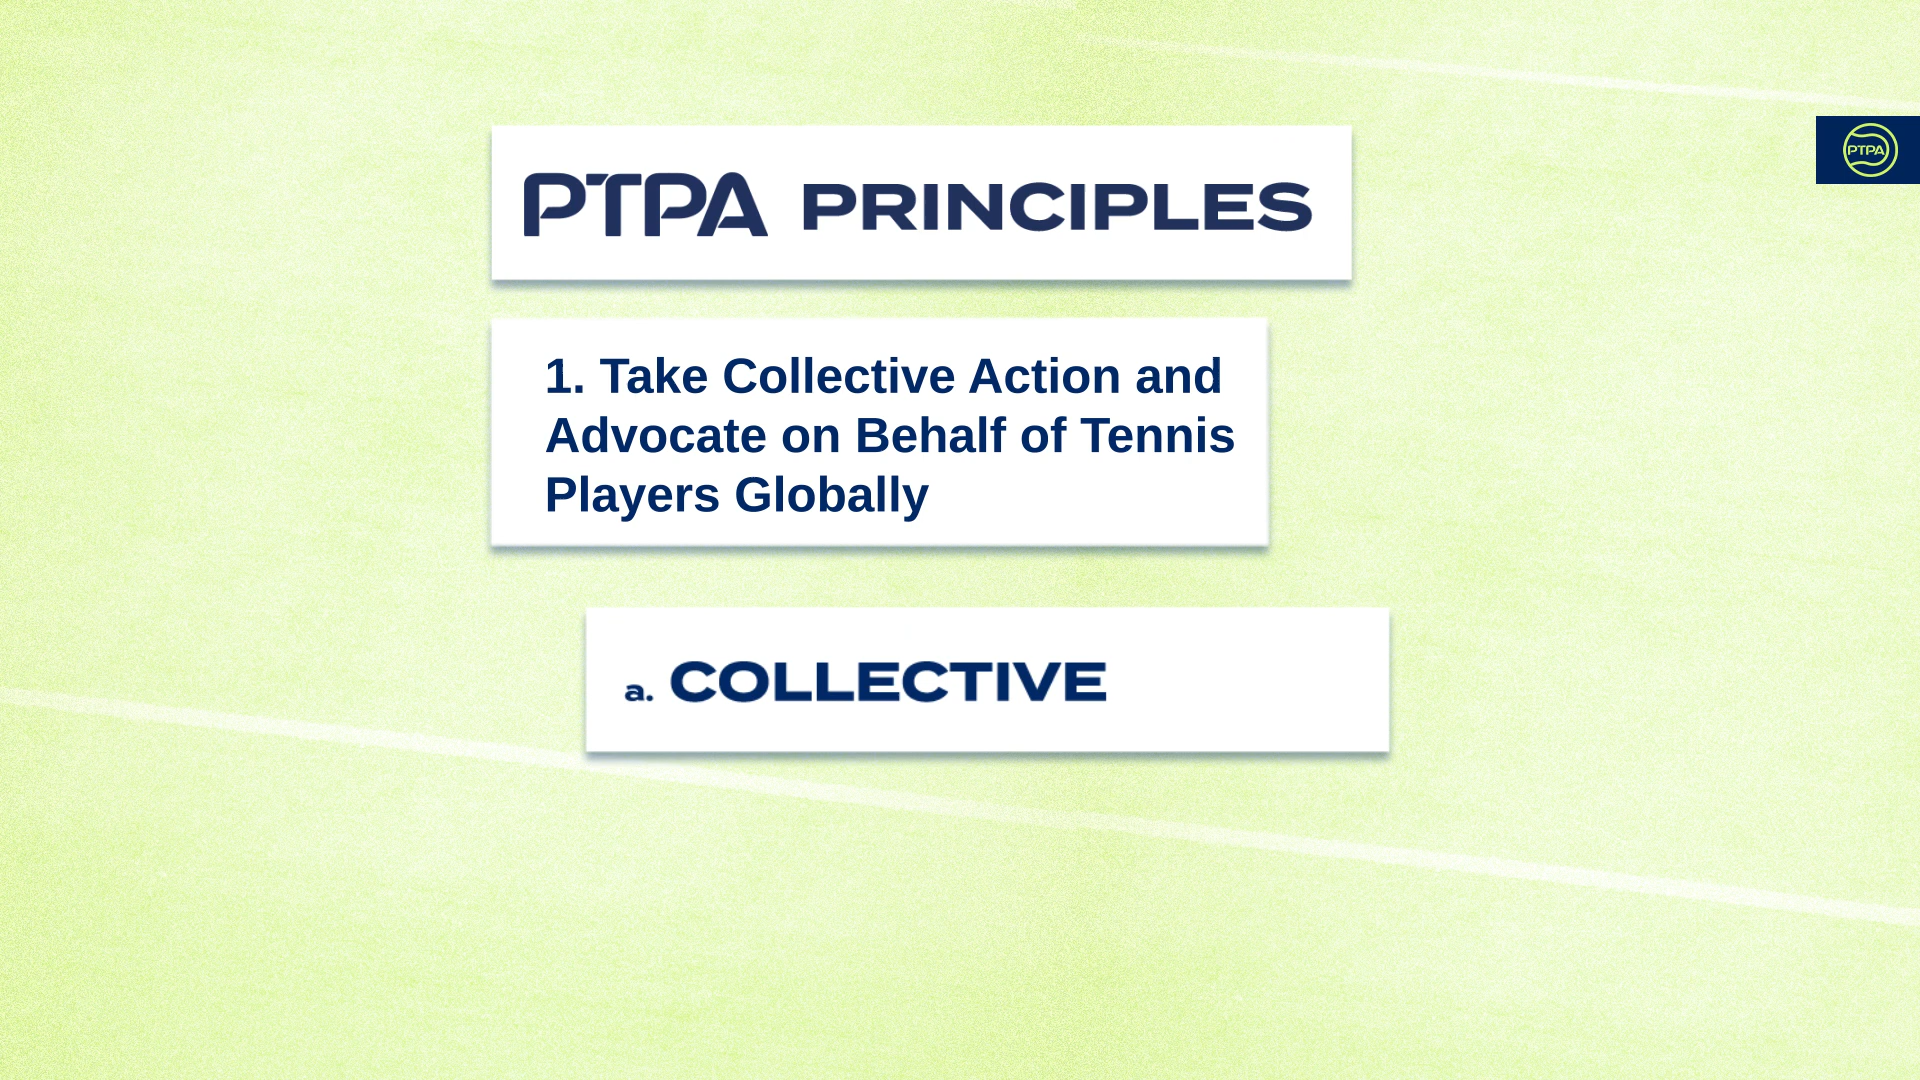 PTPA PRINCIPLES
PTPA
1. Take Collective Action and
Advocate on Behalf of Tennis
Players Globally
a. COLLECTIVE